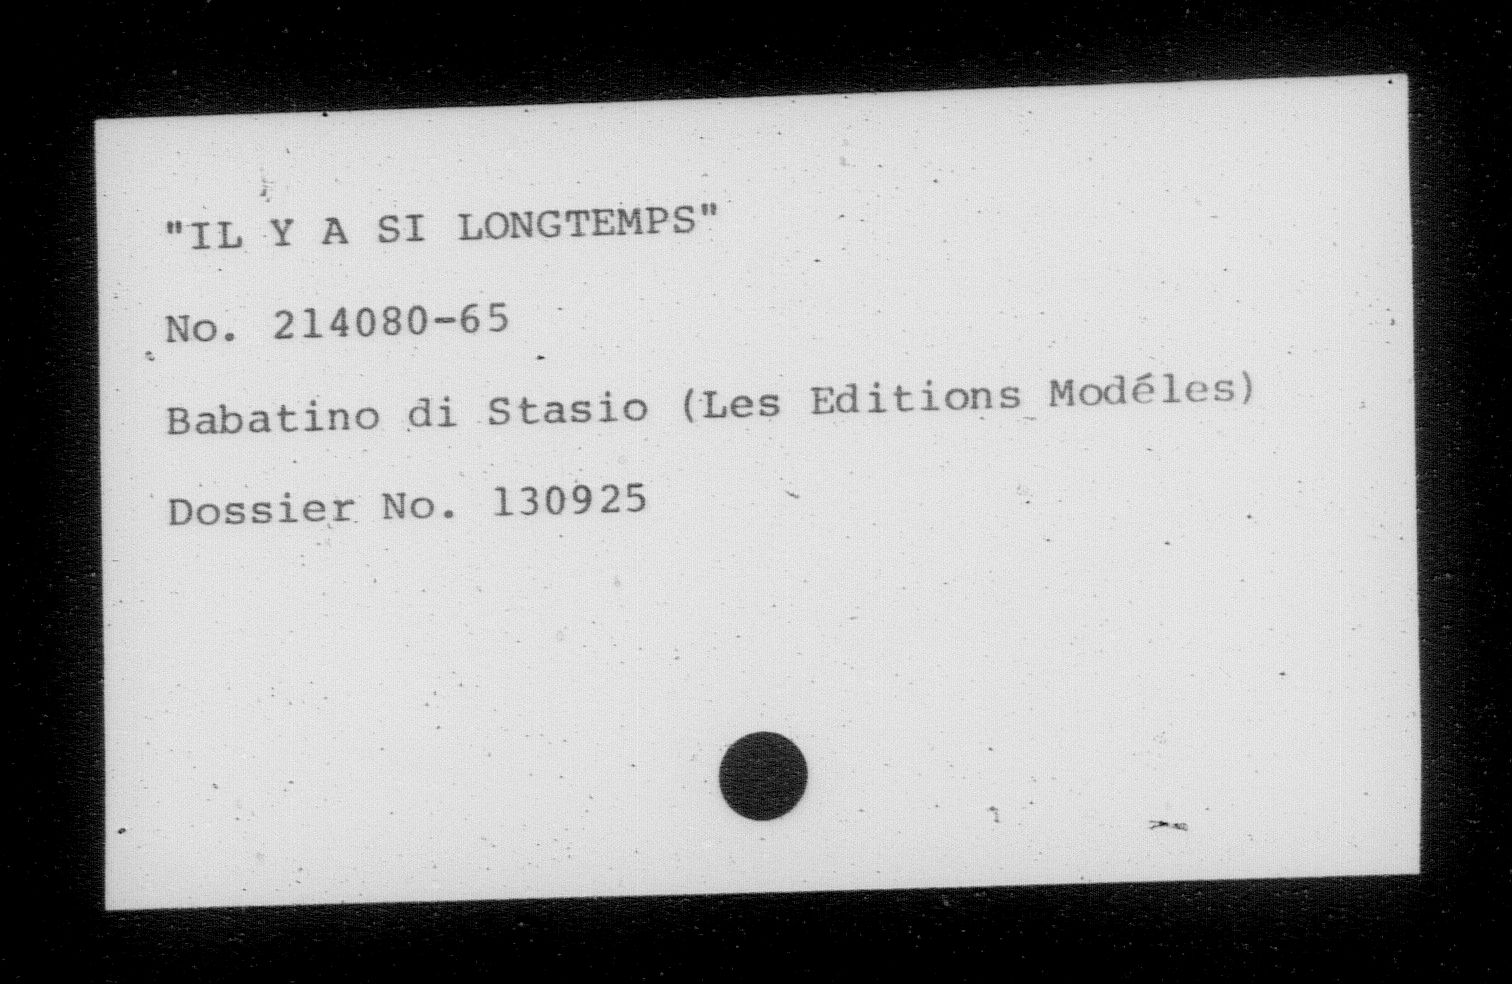 "IL Y A SI LONGTEMPS"
No. 214080-65
Babatino di Stasio (Les Editions Modéles)
Dossier No. 130925